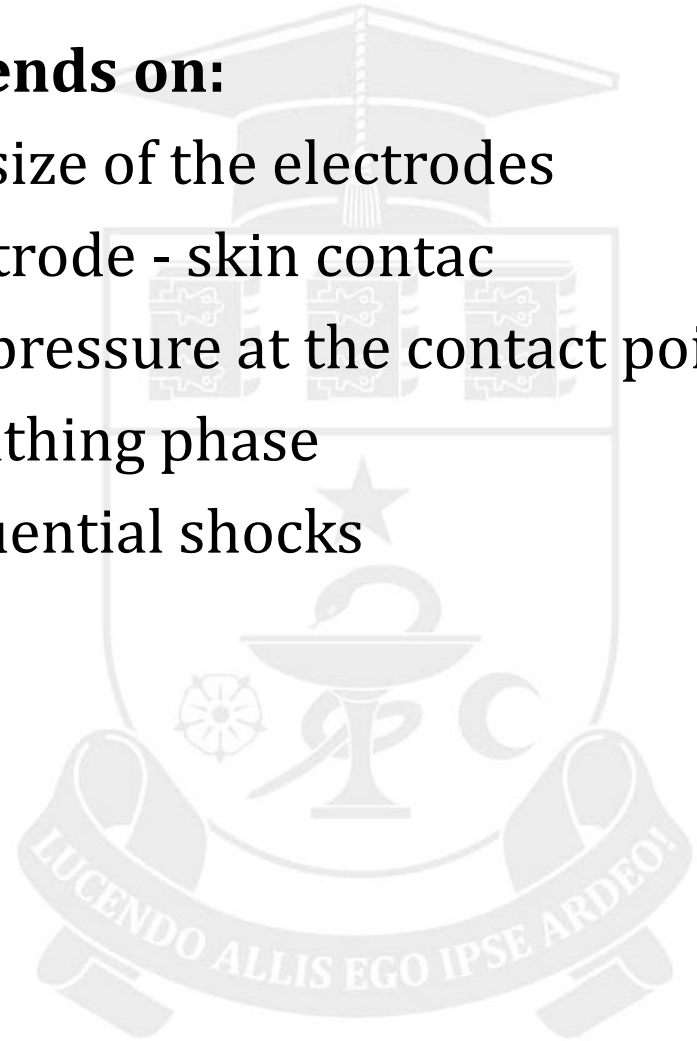 ends on:
size of the electrodes
trode - skin contac
pressure at the contact poi
thing phase
uential shocks
LUCENDO ALLIS EGO IPSE ARDEO!